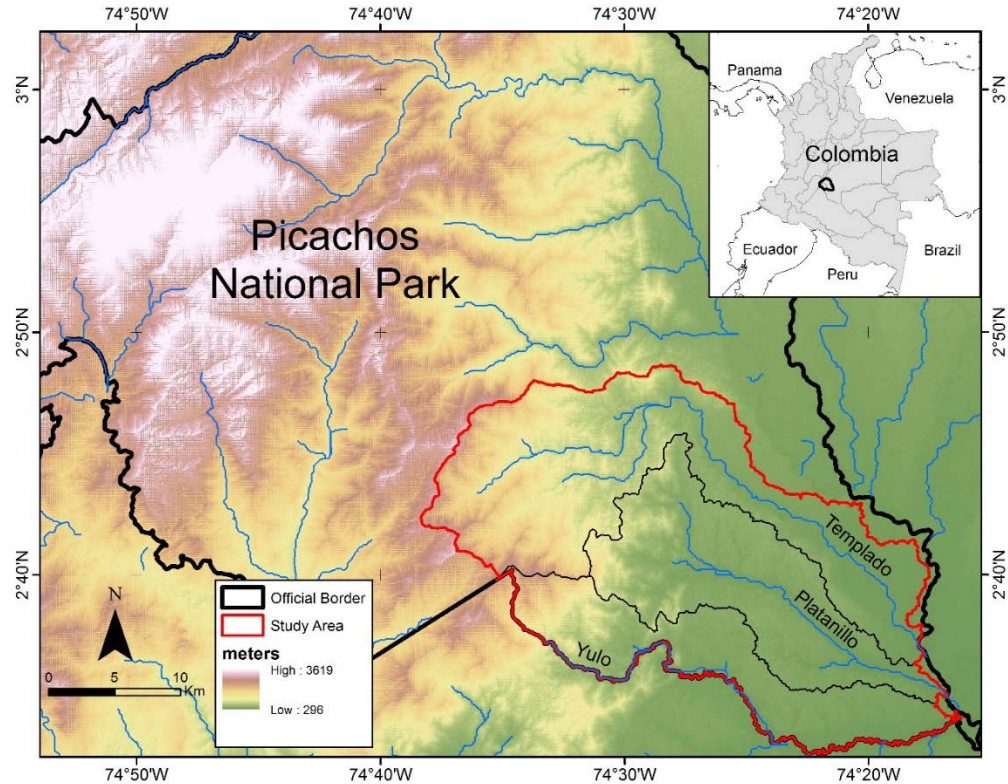 74°50'W
74°40'W
74°30'W
74°20'W
3°N
3°N
Panama
Venezuela
Colombia
Ecuador
Peru
Brazil
Picachos
National Park
2°50'N
2°50'N
Templado
Platanillo
Yulo
2°40'N
2°40'N
N
0 5 10
Km
Official Border
Study Area
meters
High : 3619
Low : 296
74°50'W
74°40'W
74°30'W
74°20'W